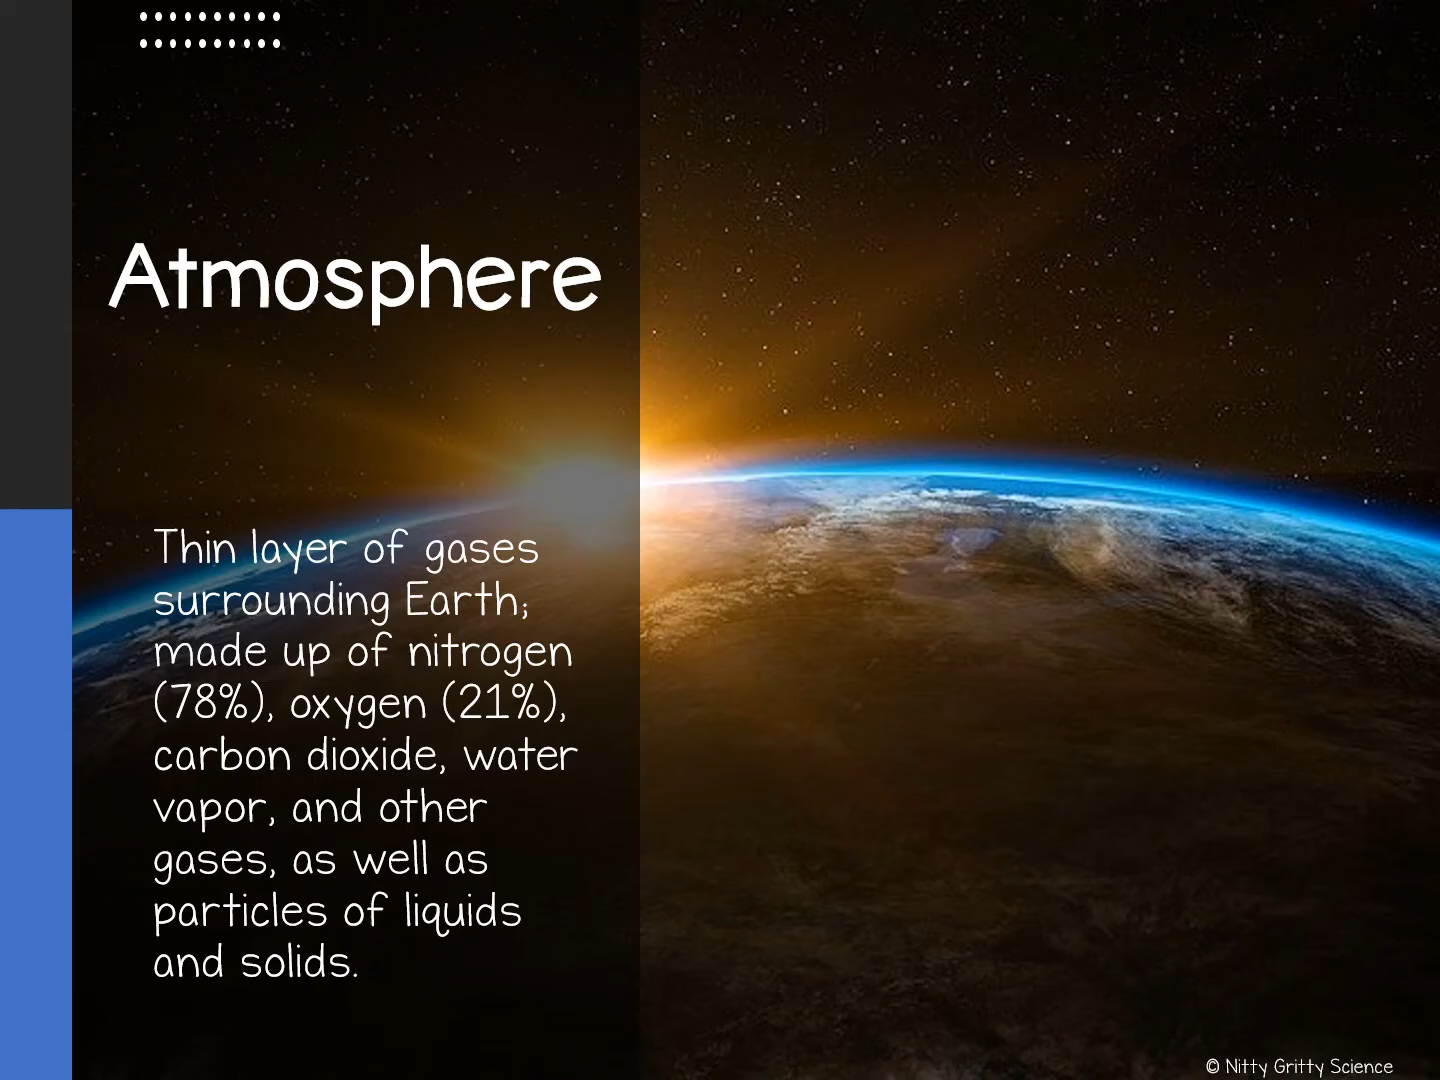 Atmosphere
Thin layer of gases
surrounding Earth;
made up of nitrogen
(78%), oxygen (21%),
carbon dioxide, water
vapor, and other
gases, as well as
particles of liquids
and solids.
© Nitty Gritty Science